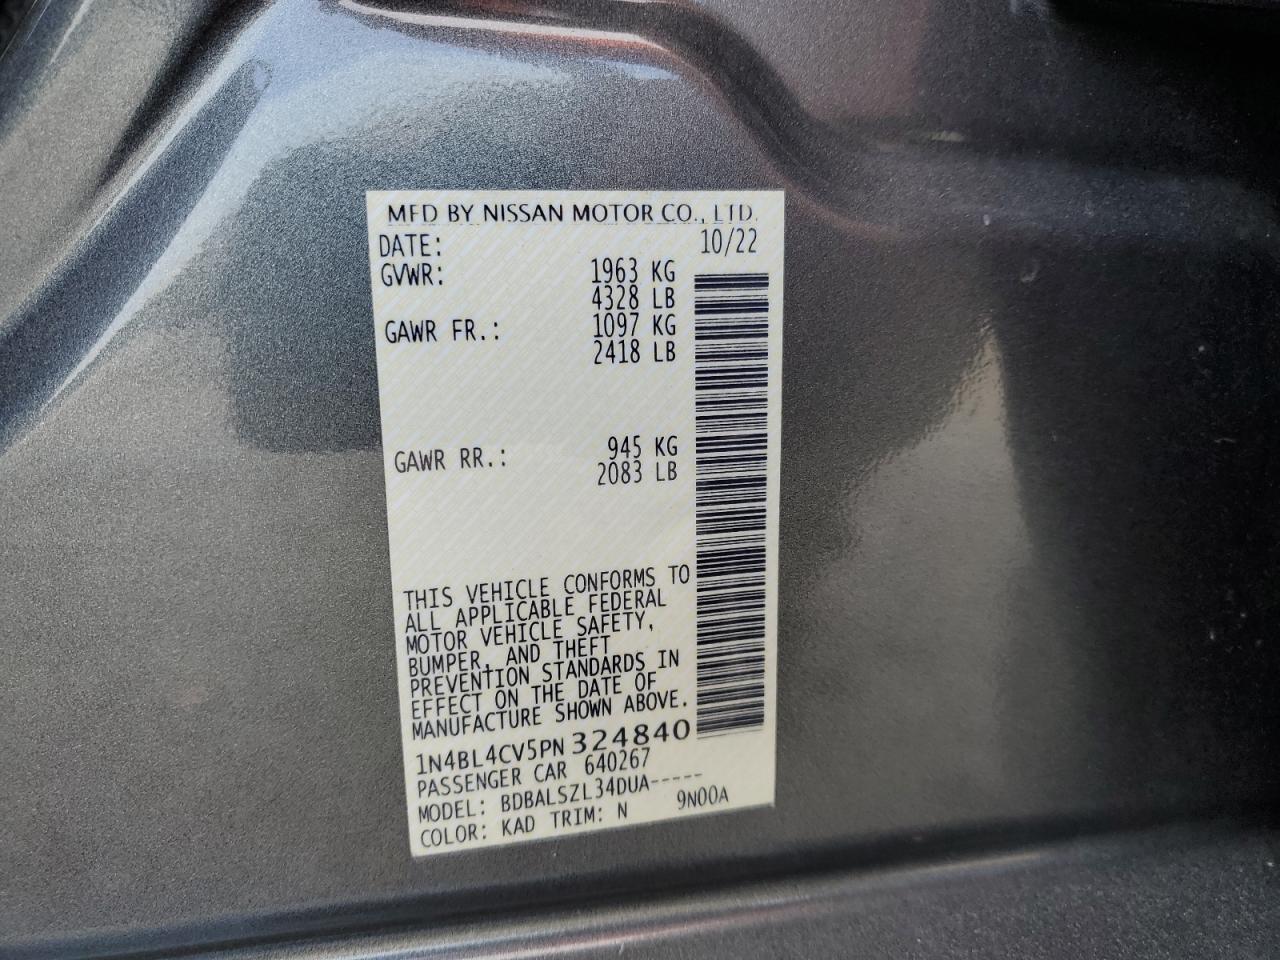 MFD BY NISSAN MOTOR CO., LTD.
DATE: 10/22
GVWR: 1963 KG
4328 LB
GAWR FR.: 1097 KG
2418 LB
GAWR RR.: 945 KG
2083 LB
THIS VEHICLE CONFORMS TO
ALL APPLICABLE FEDERAL
MOTOR VEHICLE SAFETY,
BUMPER, AND THEFT
PREVENTION STANDARDS IN
EFFECT ON THE DATE OF
MANUFACTURE SHOWN ABOVE.
1N4BL4CV5PN324840
PASSENGER CAR 640267
MODEL: BDBALSZL34DUA-----
COLOR: KAD TRIM: N 9N00A